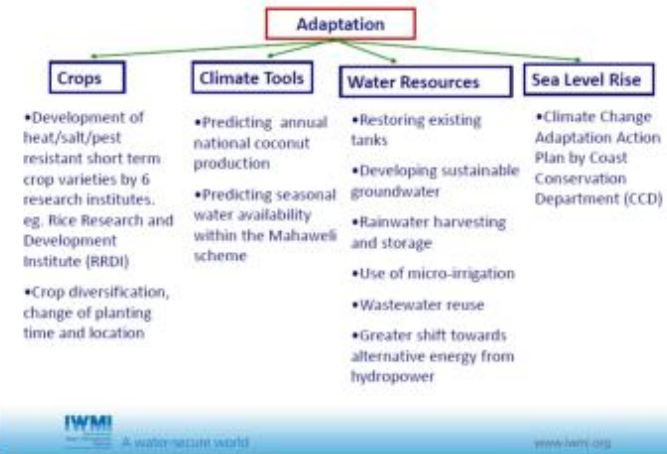 Adaptation
Crops
•Development of
heat/salt/pest
resistant short term
crop varieties by 6
research institutes.
eg. Rice Research and
Development
Institute (RRDI)
•Crop diversification,
change of planting
time and location
Climate Tools
•Predicting annual
national coconut
production
•Predicting seasonal
water availability
within the Mahaweli
scheme
Water Resources
•Restoring existing
tanks
•Developing sustainable
groundwater
•Rainwater harvesting
and storage
•Use of micro-irrigation
•Wastewater reuse
•Greater shift towards
alternative energy from
hydropower
Sea Level Rise
•Climate Change
Adaptation Action
Plan by Coast
Conservation
Department (CCD)
IWMI
A water-secure world
www.iwmi.org